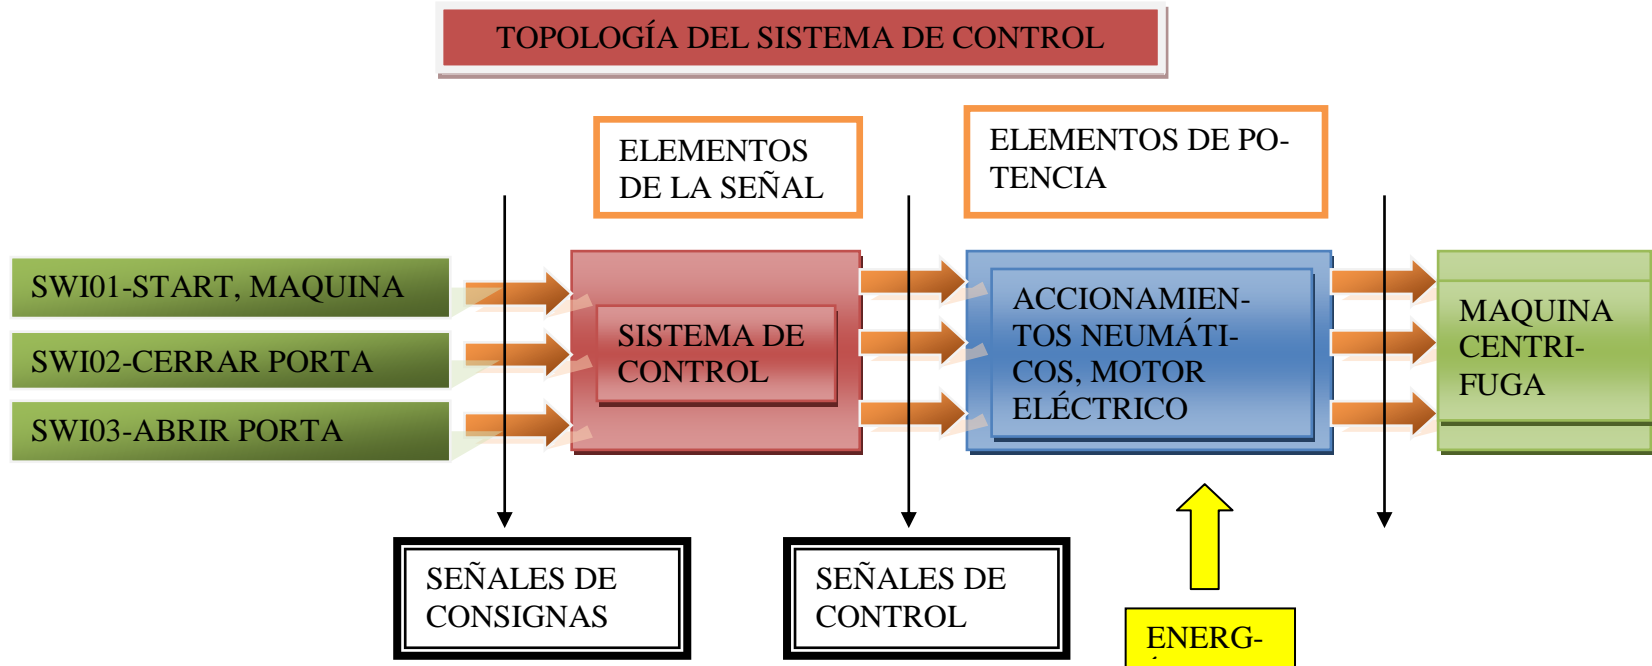 TOPOLOGÍA DEL SISTEMA DE CONTROL
ELEMENTOS
DE LA SEÑAL
ELEMENTOS DE PO-
TENCIA
SWI01-START, MAQUINA
SWI02-CERRAR PORTA
SWI03-ABRIR PORTA
SISTEMA DE
CONTROL
ACCIONAMIEN-
TOS NEUMÁTI-
COS, MOTOR
ELÉCTRICO
MAQUINA
CENTRI-
FUGA
SEÑALES DE
CONSIGNAS
SEÑALES DE
CONTROL
ENERG-